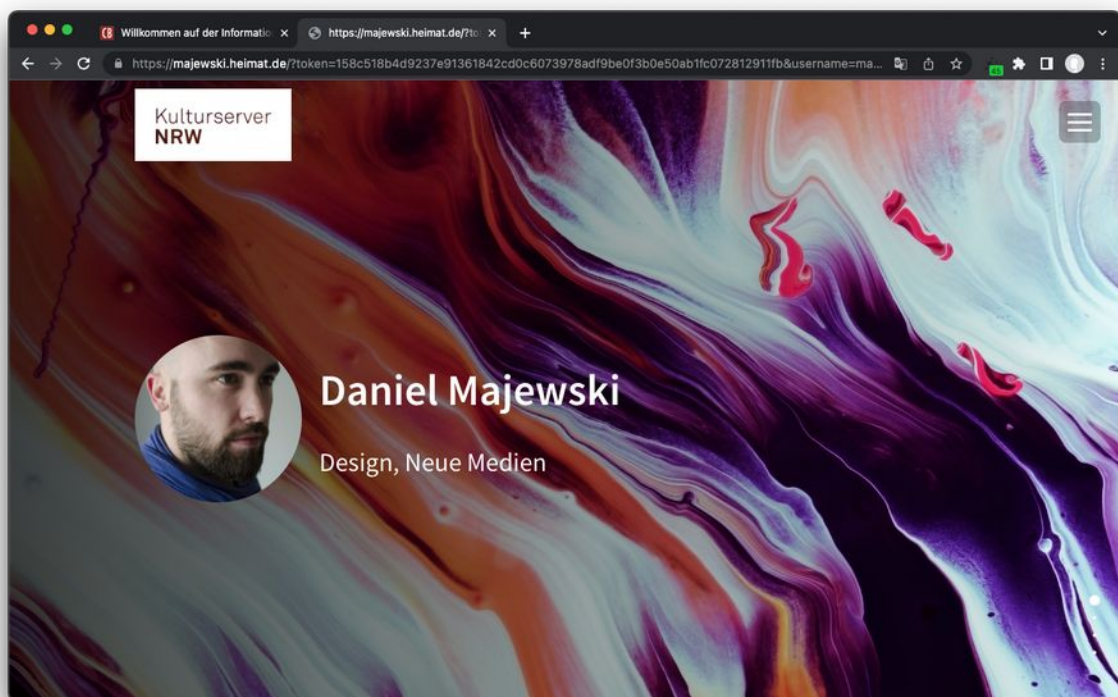 Willkommen auf der Informatio
https://majewski.heimat.de/?to
https://majewski.heimat.de/?token=158c518b4d9237e91361842cd0c6073978adf9be0f3b0e50ab1fc072812911fb&username=ma...
45
Kulturserver
NRW
Daniel Majewski
Design, Neue Medien